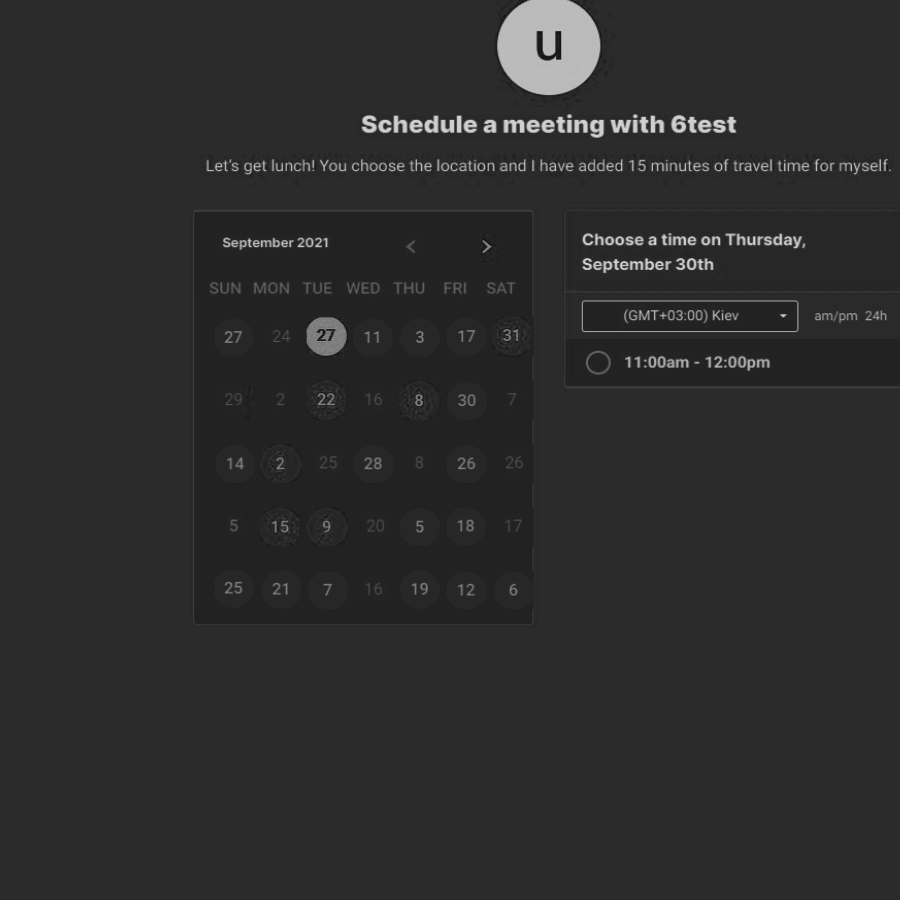 u
Schedule a meeting with 6test
Let's get lunch! You choose the location and I have added 15 minutes of travel time for myself.
September 2021
SUN MON TUE WED THU FRI SAT
27 24 27 11 3 17 31
29 2 22 16 8 30 7
14 2 25 28 8 26 26
5 15 9 20 5 18 17
25 21 7 16 19 12 6
Choose a time on Thursday,
September 30th
(GMT+03:00) Kiev am/pm 24h
11:00am - 12:00pm